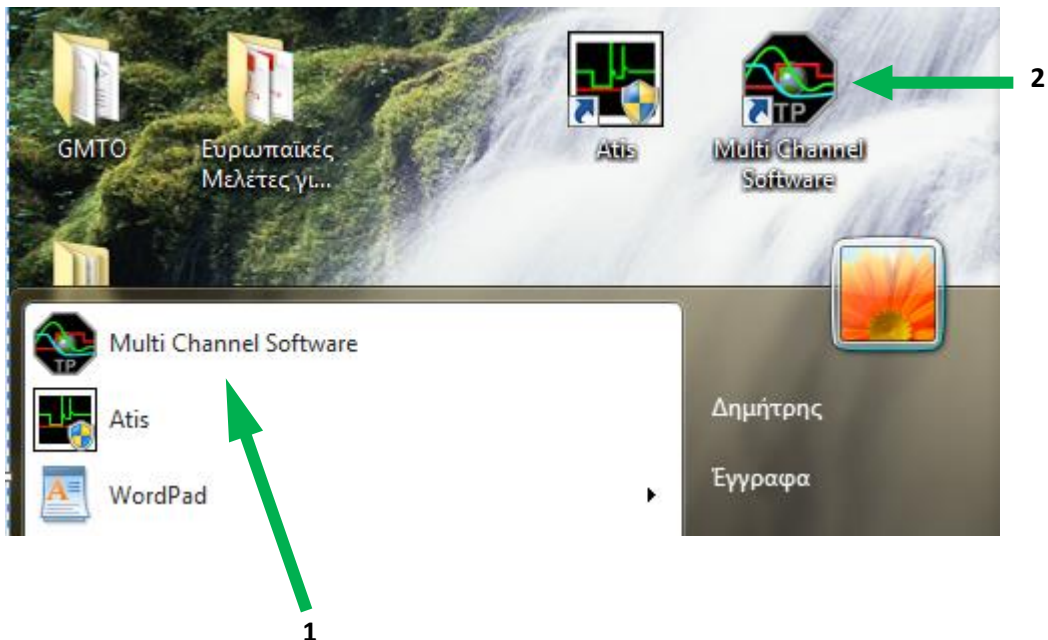 2
GMTO
Ευρωπαϊκές
Μελέτες γι...
TP
Atis
Multi Channel
Software
TP
Multi Channel Software
Atis
A
WordPad
Δημήτρης
Έγγραφα
1